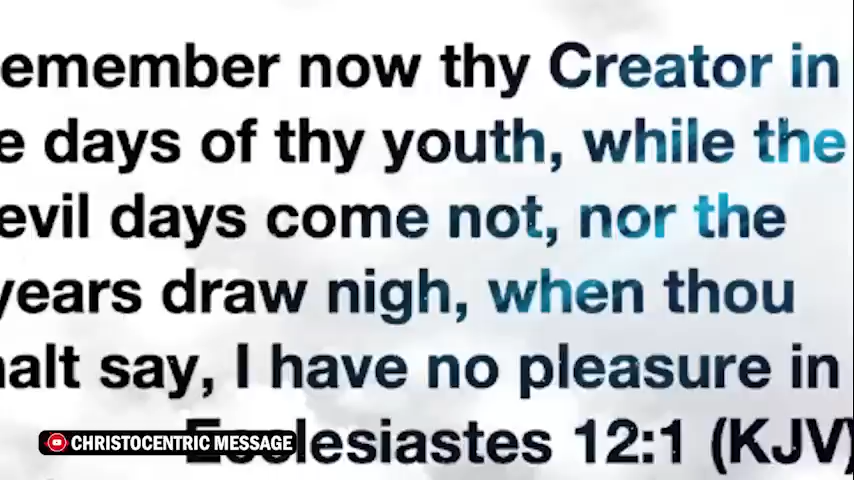 emember now thy Creator in
e days of thy youth, while the
evil days come not, nor the
years draw nigh, when thou
halt say, I have no pleasure in
Ecclesiastes 12:1 (KJV)
CHRISTOCENTRIC MESSAGE